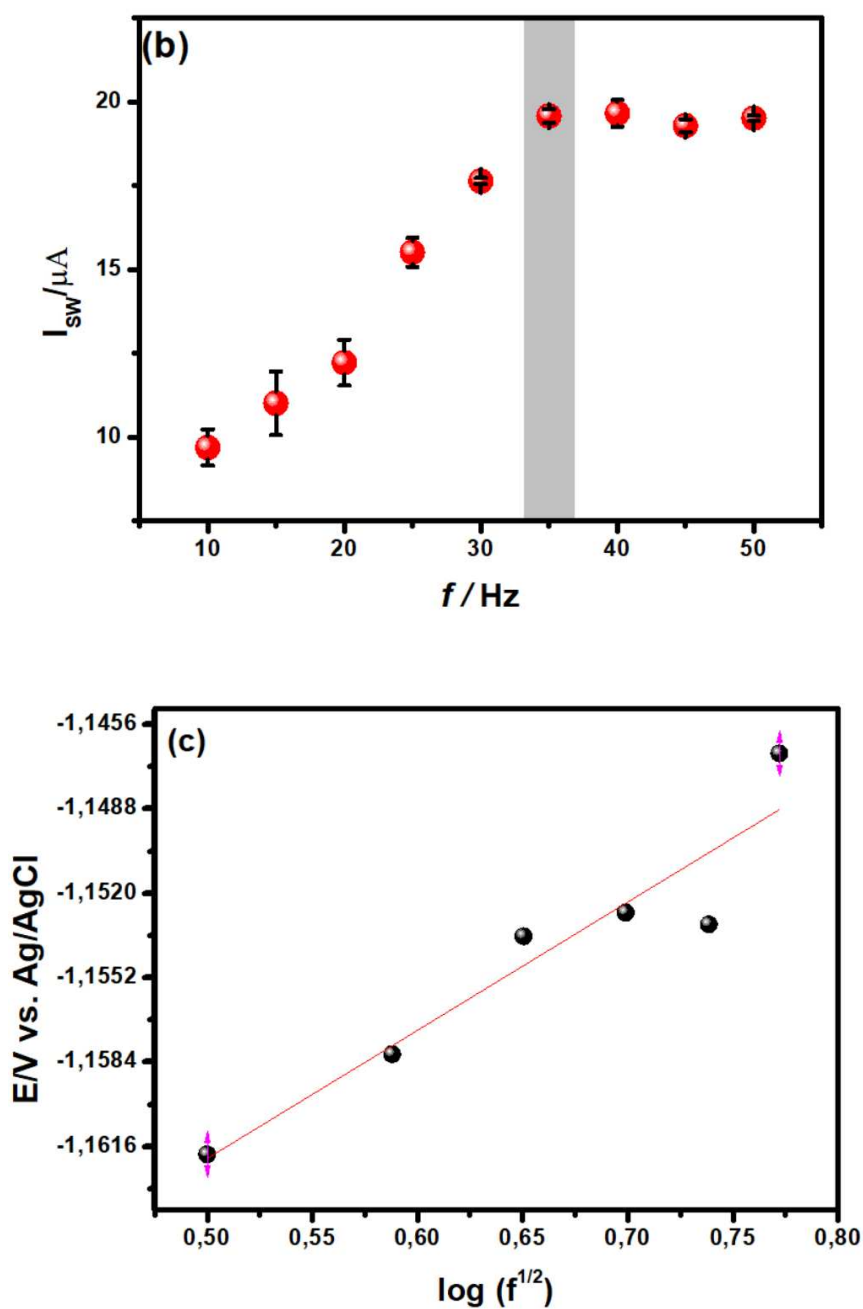 (b)
20
15
10
I_sw/μA
10 20 30 40 50
f / Hz
(c)
-1,1456
-1,1488
-1,1520
-1,1552
-1,1584
-1,1616
E/V vs. Ag/AgCl
0,50 0,55 0,60 0,65 0,70 0,75 0,80
log (f^1/2)